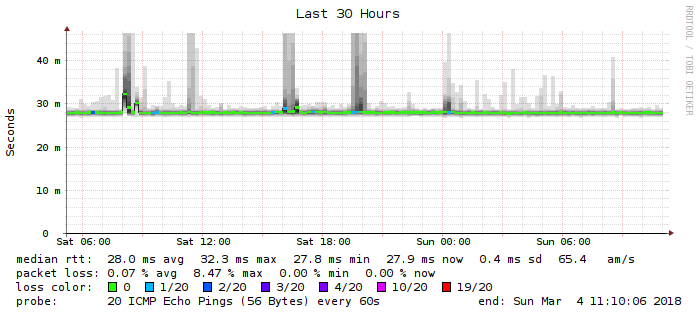 Last 30 Hours
RRDTOOL / TOBI OETIKER
Seconds
40 m
30 m
20 m
10 m
0
Sat 06:00 Sat 12:00 Sat 18:00 Sun 00:00 Sun 06:00
median rtt: 28.0 ms avg 32.3 ms max 27.8 ms min 27.9 ms now 0.4 ms sd 65.4 am/s
packet loss: 0.07 % avg 8.47 % max 0.00 % min 0.00 % now
loss color: 0 1/20 2/20 3/20 4/20 10/20 19/20
probe: 20 ICMP Echo Pings (56 Bytes) every 60s end: Sun Mar 4 11:10:06 2018